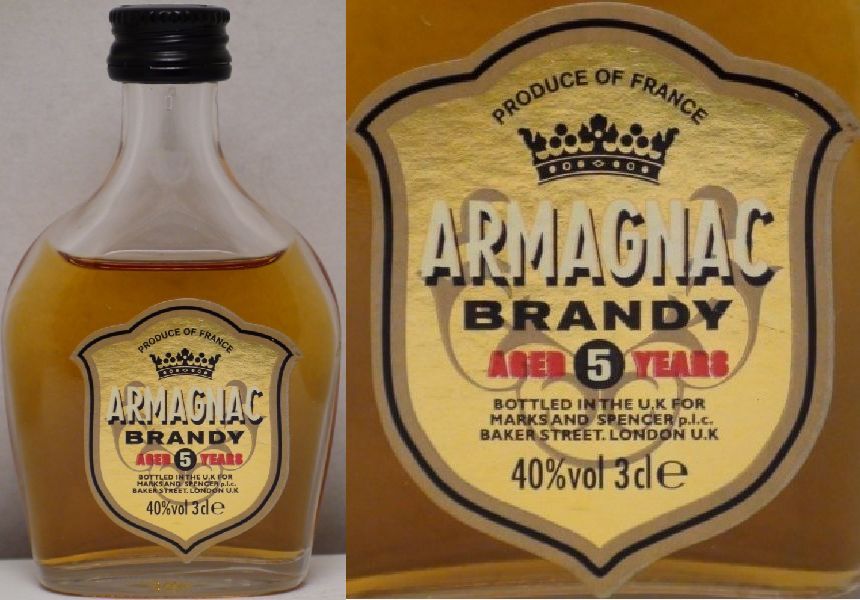 PRODUCE OF FRANCE
ARMAGNAC
BRANDY
AGED 5 YEARS
BOTTLED IN THE U.K FOR
MARKS AND SPENCER p.l.c.
BAKER STREET. LONDON U.K
40%vol 3cl e
PRODUCE OF FRANCE
ARMAGNAC
BRANDY
AGED 5 YEARS
BOTTLED IN THE U.K FOR
MARKS AND SPENCER p.l.c.
BAKER STREET. LONDON U.K
40%vol 3cl e